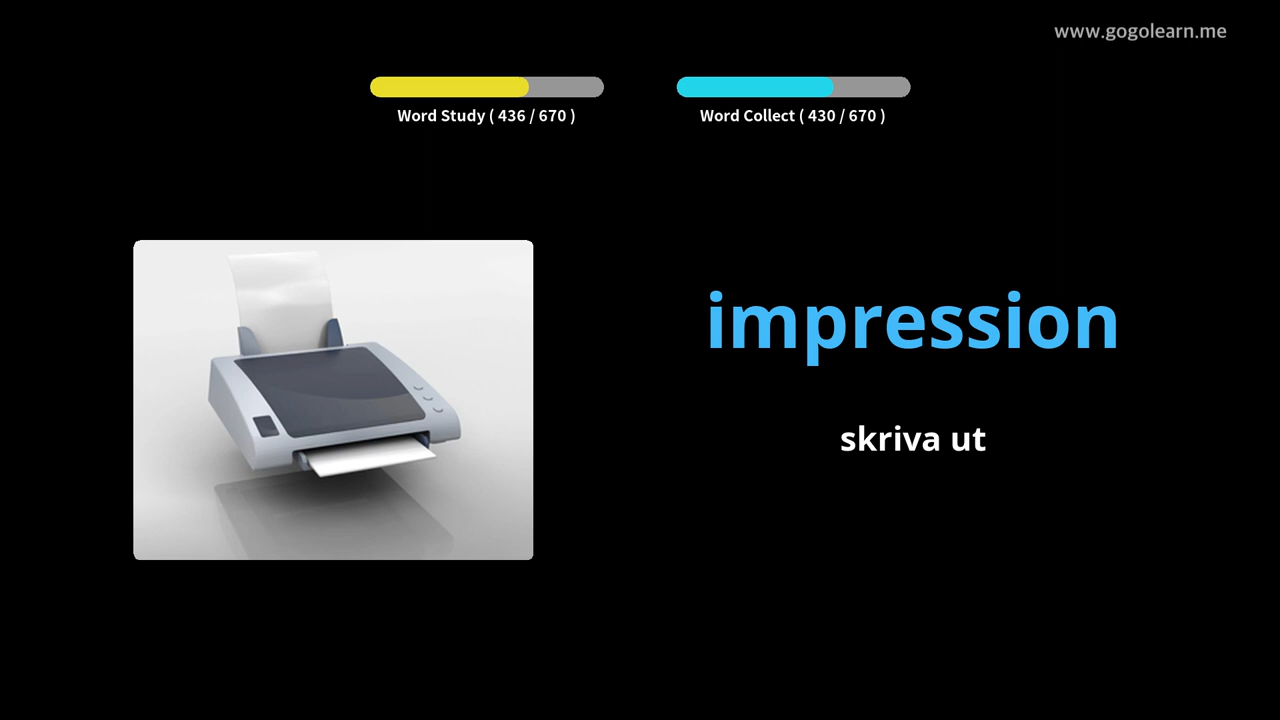 www.gogolearn.me
Word Study ( 436 / 670 )
Word Collect ( 430 / 670 )
impression
skriva ut